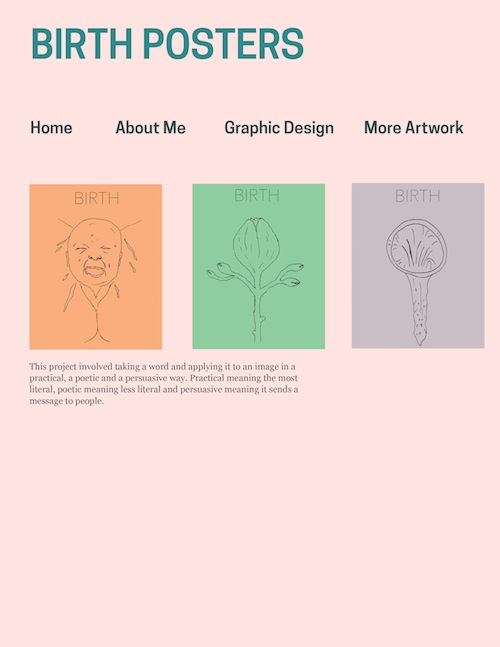 BIRTH POSTERS
Home About Me Graphic Design More Artwork
BIRTH BIRTH BIRTH
This project involved taking a word and applying it to an image in a
practical, a poetic and a persuasive way. Practical meaning the most
literal, poetic meaning less literal and persuasive meaning it sends a
message to people.